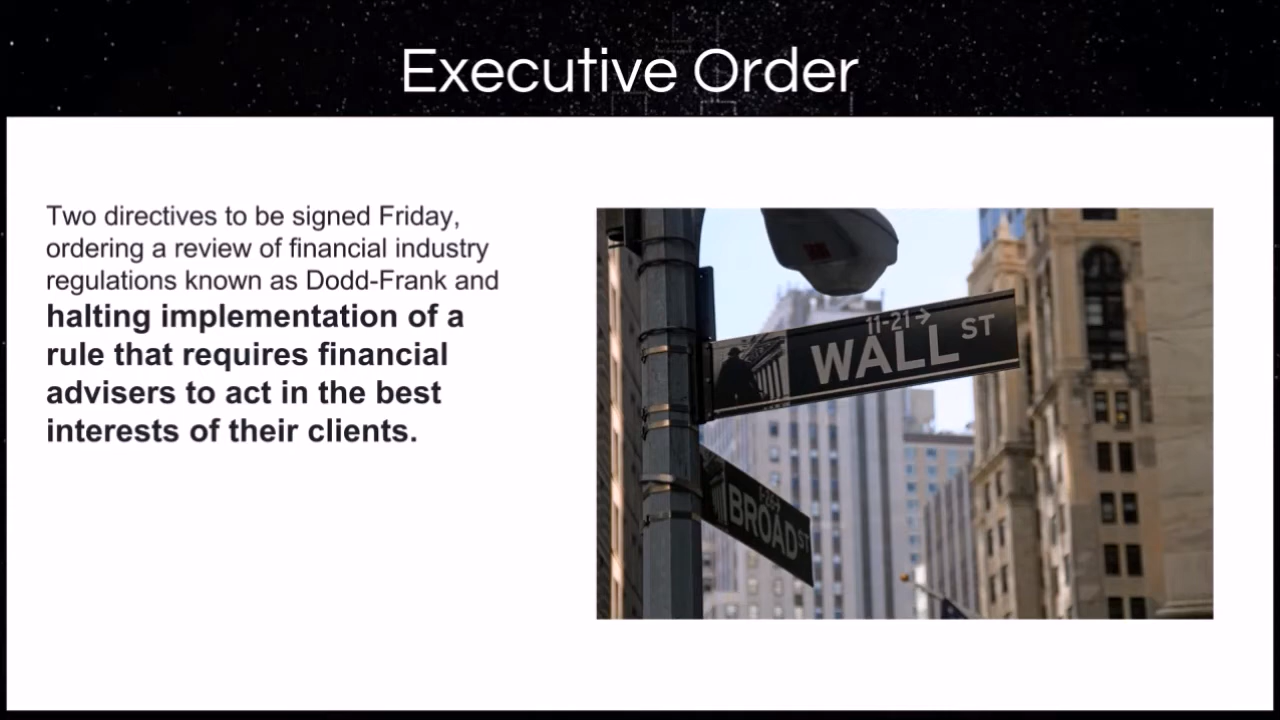 Executive Order
Two directives to be signed Friday,
ordering a review of financial industry
regulations known as Dodd-Frank and
halting implementation of a
rule that requires financial
advisers to act in the best
interests of their clients.
11-21→
WALL ST
BROAD ST